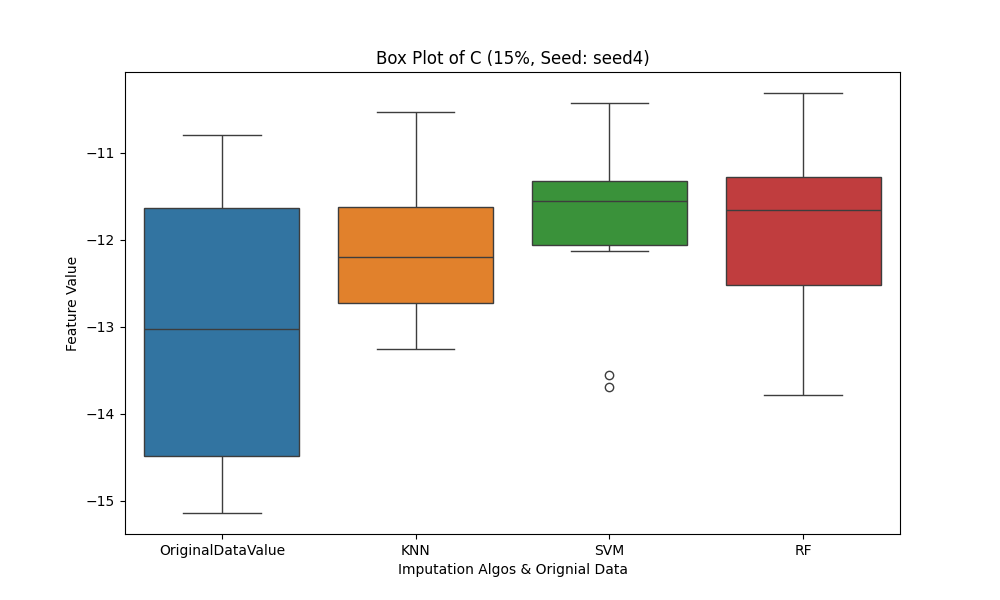 Box Plot of C (15%, Seed: seed4)
Feature Value
−11
−12
−13
−14
−15
OriginalDataValue
KNN
SVM
RF
Imputation Algos & Orignial Data